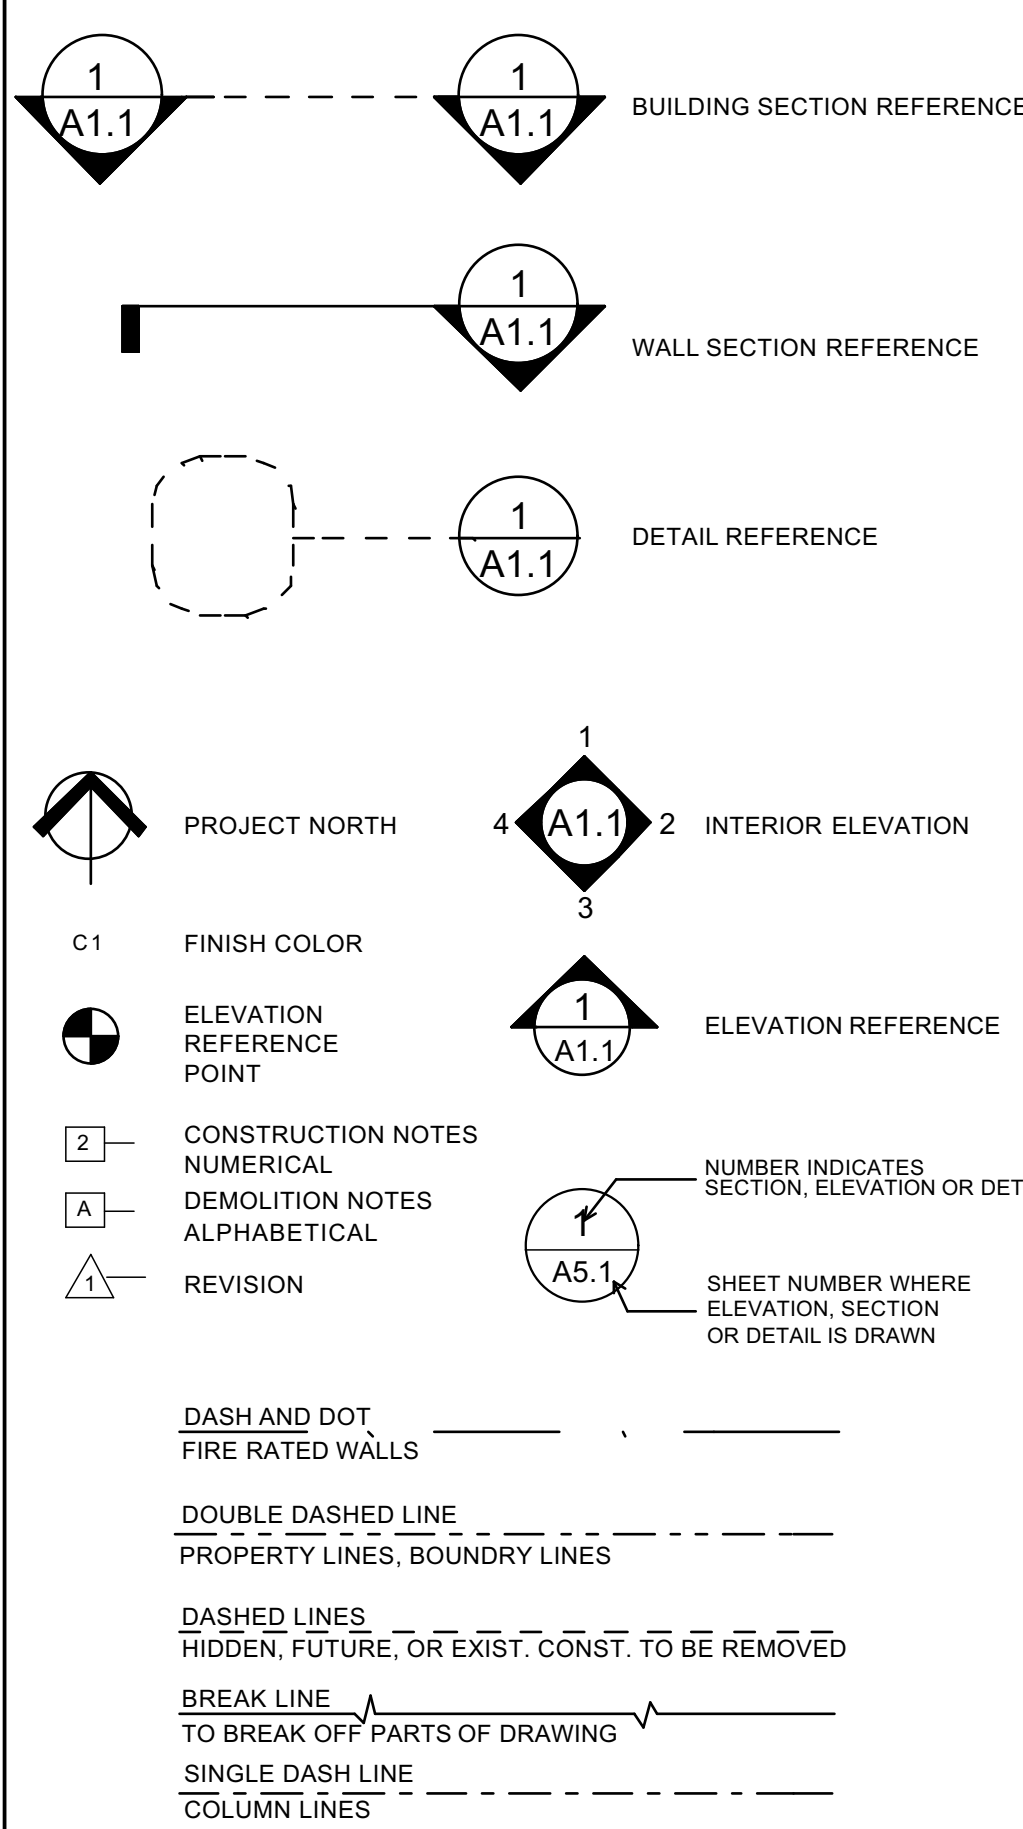 1
A1.1
1
A1.1
BUILDING SECTION REFERENCE
1
A1.1
WALL SECTION REFERENCE
1
A1.1
DETAIL REFERENCE
PROJECT NORTH
1
4
A1.1
2
3
INTERIOR ELEVATION
C1
FINISH COLOR
ELEVATION
REFERENCE
POINT
1
A1.1
ELEVATION REFERENCE
2
CONSTRUCTION NOTES
NUMERICAL
A
DEMOLITION NOTES
ALPHABETICAL
1
REVISION
1
A5.1
NUMBER INDICATES
SECTION, ELEVATION OR DET
SHEET NUMBER WHERE
ELEVATION, SECTION
OR DETAIL IS DRAWN
DASH AND DOT
FIRE RATED WALLS
DOUBLE DASHED LINE
PROPERTY LINES, BOUNDRY LINES
DASHED LINES
HIDDEN, FUTURE, OR EXIST. CONST. TO BE REMOVED
BREAK LINE
TO BREAK OFF PARTS OF DRAWING
SINGLE DASH LINE
COLUMN LINES